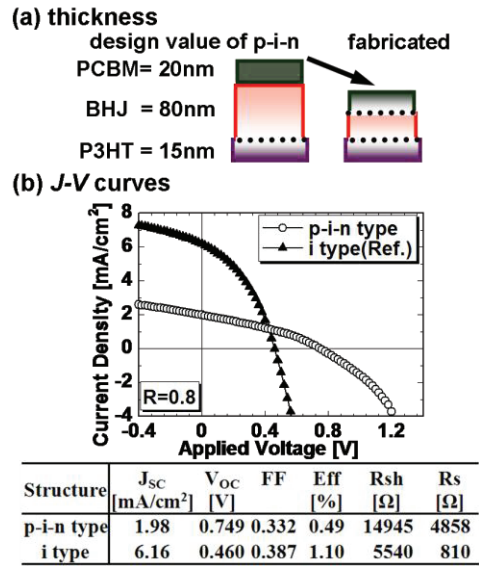 (a) thickness
design value of p-i-n fabricated
PCBM= 20nm
BHJ = 80nm
P3HT = 15nm
(b) J-V curves
Current Density [mA/cm²]
8
6
4
2
0
-2
-4
p-i-n type
i type(Ref.)
R=0.8
-0.4 0 0.4 0.8 1.2
Applied Voltage [V]
Structure JSC [mA/cm²] VOC [V] FF Eff [%] Rsh [Ω] Rs [Ω]
p-i-n type 1.98 0.749 0.332 0.49 14945 4858
i type 6.16 0.460 0.387 1.10 5540 810